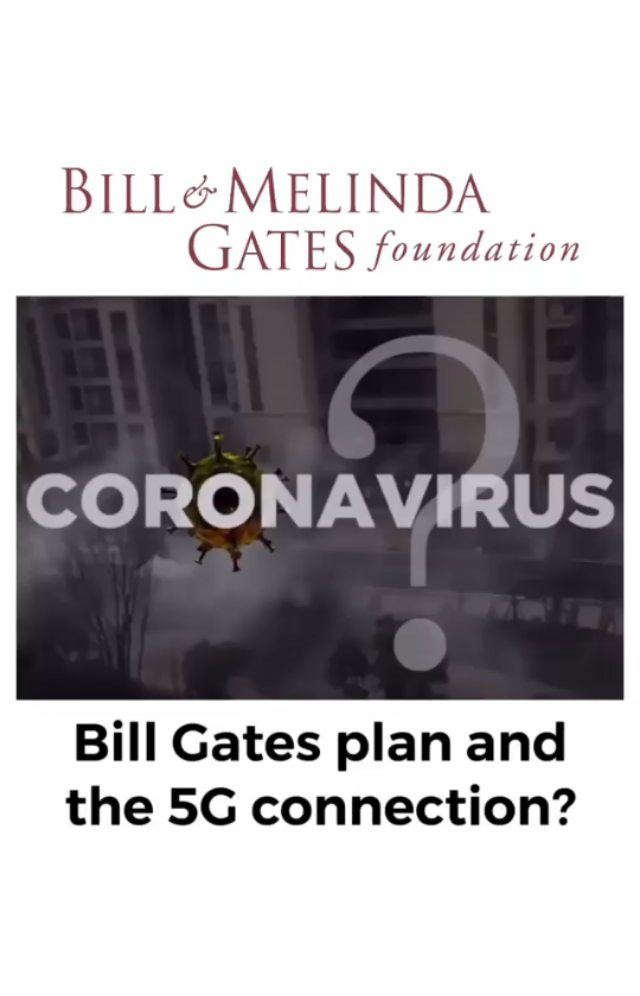 BILL & MELINDA
GATES foundation
CORONAVIRUS
?
Bill Gates plan and
the 5G connection?